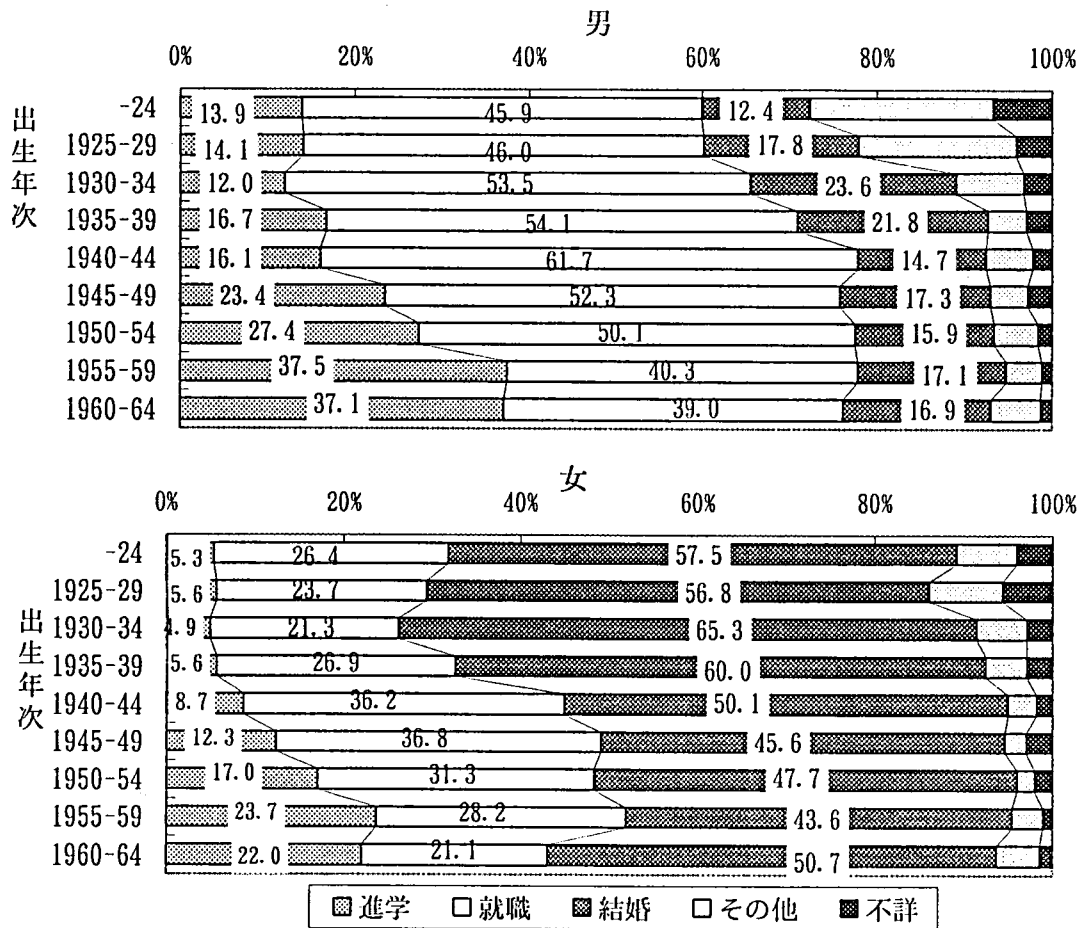 男
0% 20% 40% 60% 80% 100%
出生年次
-24 13.9 45.9 12.4
1925-29 14.1 46.0 17.8
1930-34 12.0 53.5 23.6
1935-39 16.7 54.1 21.8
1940-44 16.1 61.7 14.7
1945-49 23.4 52.3 17.3
1950-54 27.4 50.1 15.9
1955-59 37.5 40.3 17.1
1960-64 37.1 39.0 16.9
女
0% 20% 40% 60% 80% 100%
出生年次
-24 5.3 26.4 57.5
1925-29 5.6 23.7 56.8
1930-34 4.9 21.3 65.3
1935-39 5.6 26.9 60.0
1940-44 8.7 36.2 50.1
1945-49 12.3 36.8 45.6
1950-54 17.0 31.3 47.7
1955-59 23.7 28.2 43.6
1960-64 22.0 21.1 50.7
進学 就職 結婚 その他 不詳